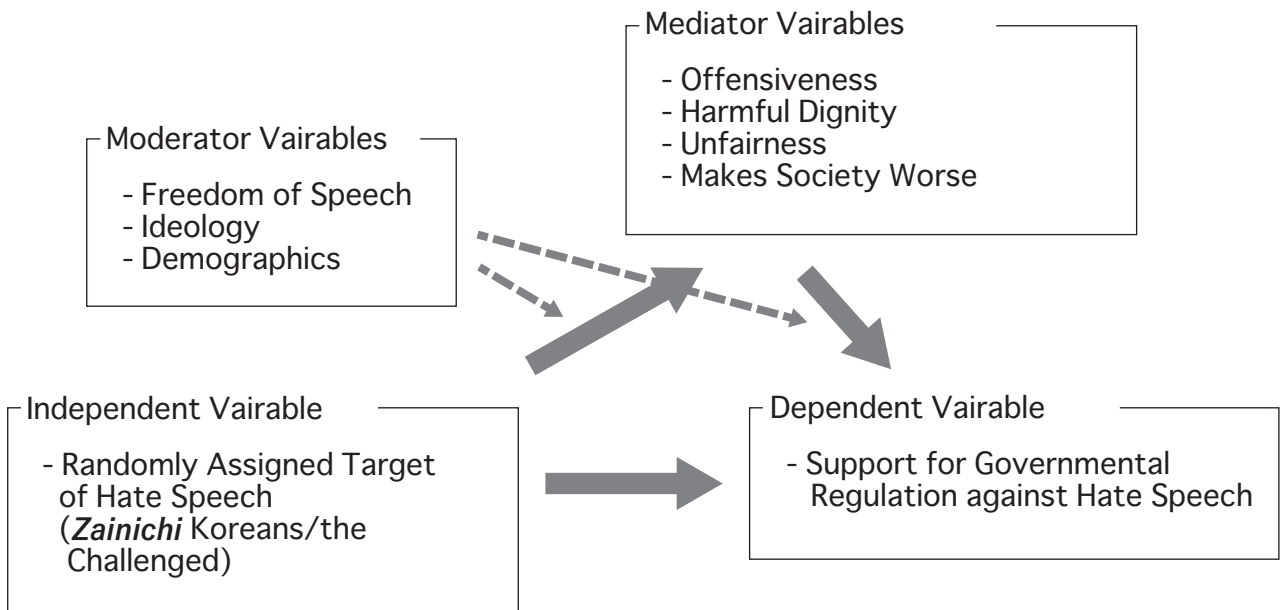 Mediator Vairables
- Offensiveness
- Harmful Dignity
- Unfairness
- Makes Society Worse
Moderator Vairables
- Freedom of Speech
- Ideology
- Demographics
Independent Vairable
- Randomly Assigned Target
of Hate Speech
(Zainichi Koreans/the
Challenged)
Dependent Vairable
- Support for Governmental
Regulation against Hate Speech